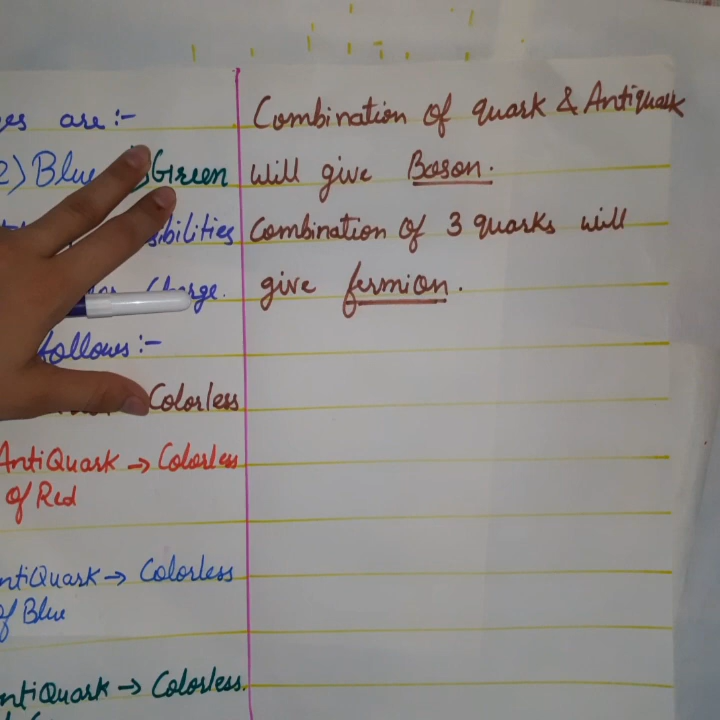 es are:-
2) Blue Green
sibilities
Charge.
follows:-
Colorless
AntiQuark → Colorless
of Red
ntiQuark → Colorless
of Blue
ntiQuark → Colorless.
Combination of quark & Antiquark
will give Boson.
Combination of 3 quarks will
give fermion.